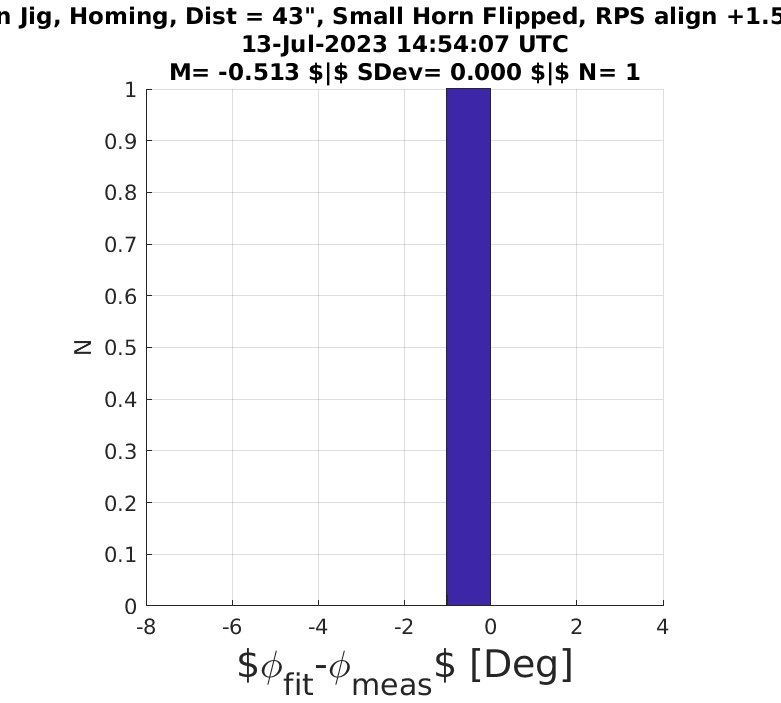 n Jig, Homing, Dist = 43", Small Horn Flipped, RPS align +1.5
13-Jul-2023 14:54:07 UTC
M= -0.513 $|$ SDev= 0.000 $|$ N= 1
1
0.9
0.8
0.7
0.6
0.5
0.4
0.3
0.2
0.1
0
N
-8 -6 -4 -2 0 2 4
$ϕfit-ϕmeas$ [Deg]